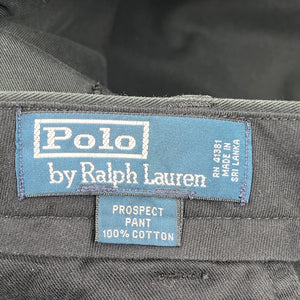 Polo
by Ralph Lauren
RN 41381
MADE IN
SRI LANKA
PROSPECT
PANT
100% COTTON